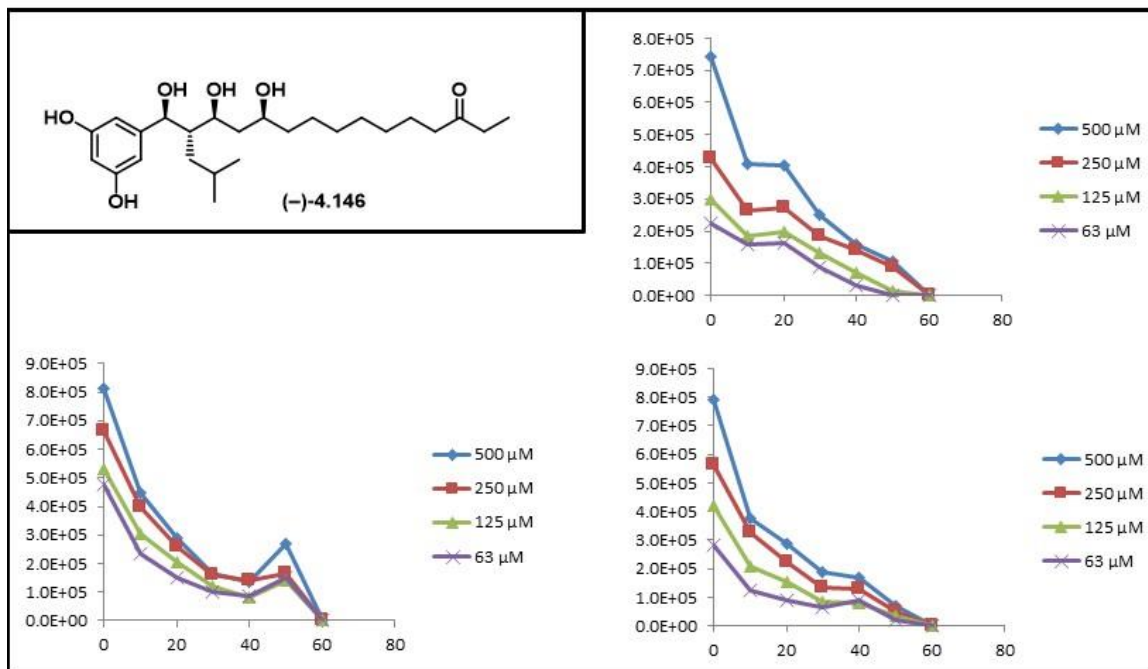 OH
OH OH
O
HO
OH
(–)-4.146
8.0E+05
7.0E+05
6.0E+05
5.0E+05
4.0E+05
3.0E+05
2.0E+05
1.0E+05
0.0E+00
0 20 40 60 80
500 µM
250 µM
125 µM
63 µM
9.0E+05
8.0E+05
7.0E+05
6.0E+05
5.0E+05
4.0E+05
3.0E+05
2.0E+05
1.0E+05
0.0E+00
0 20 40 60 80
500 µM
250 µM
125 µM
63 µM
9.0E+05
8.0E+05
7.0E+05
6.0E+05
5.0E+05
4.0E+05
3.0E+05
2.0E+05
1.0E+05
0.0E+00
0 20 40 60 80
500 µM
250 µM
125 µM
63 µM